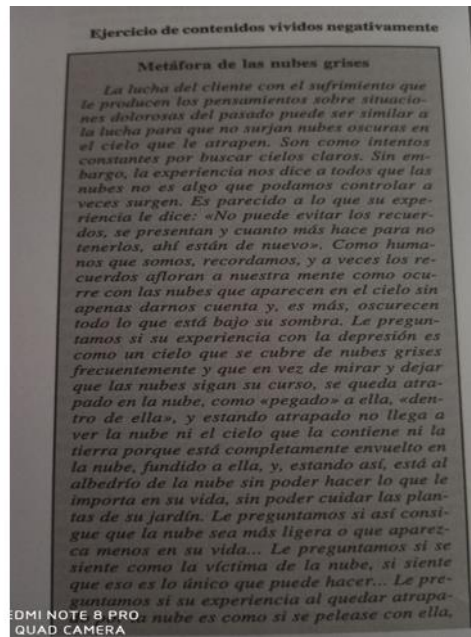 Ejercicio de contenidos vividos negativamente
Metáfora de las nubes grises
La lucha del cliente con el sufrimiento que
le producen los pensamientos sobre situacio-
nes dolorosas del pasado puede ser similar a
la lucha para que no surjan nubes oscuras en
el cielo que le atrapen. Son como intentos
constantes por buscar cielos claros. Sin em-
bargo, la experiencia nos dice a todos que las
nubes no es algo que podamos controlar a
veces surgen. Es parecido a lo que su expe-
riencia le dice: «No puede evitar los recuer-
dos, se presentan y cuanto más hace para no
tenerlos, ahí están de nuevo». Como huma-
nos que somos, recordamos, y a veces los re-
cuerdos afloran a nuestra mente como ocu-
rre con las nubes que aparecen en el cielo sin
apenas darnos cuenta y, es más, oscurecen
todo lo que está bajo su sombra. Le pregun-
tamos si su experiencia con la depresión es
como un cielo que se cubre de nubes grises
frecuentemente y que en vez de mirar y dejar
que las nubes sigan su curso, se queda atra-
pado en la nube, como «pegado» a ella, «den-
tro de ella», y estando atrapado no llega a
ver la nube ni el cielo que la contiene ni la
tierra porque está completamente envuelto en
la nube, fundido a ella, y, estando así, está al
albedrío de la nube sin poder hacer lo que le
importa en su vida, sin poder cuidar las plan-
tas de su jardín. Le preguntamos si así consi-
gue que la nube sea más ligera o que aparez-
ca menos en su vida... Le preguntamos si se
siente como la víctima de la nube, si siente
que eso es lo único que puede hacer... Le pre-
guntamos si su experiencia al quedar atrapa-
a nube es como si se pelease con ella,
EDMI NOTE 8 PRO
QUAD CAMERA